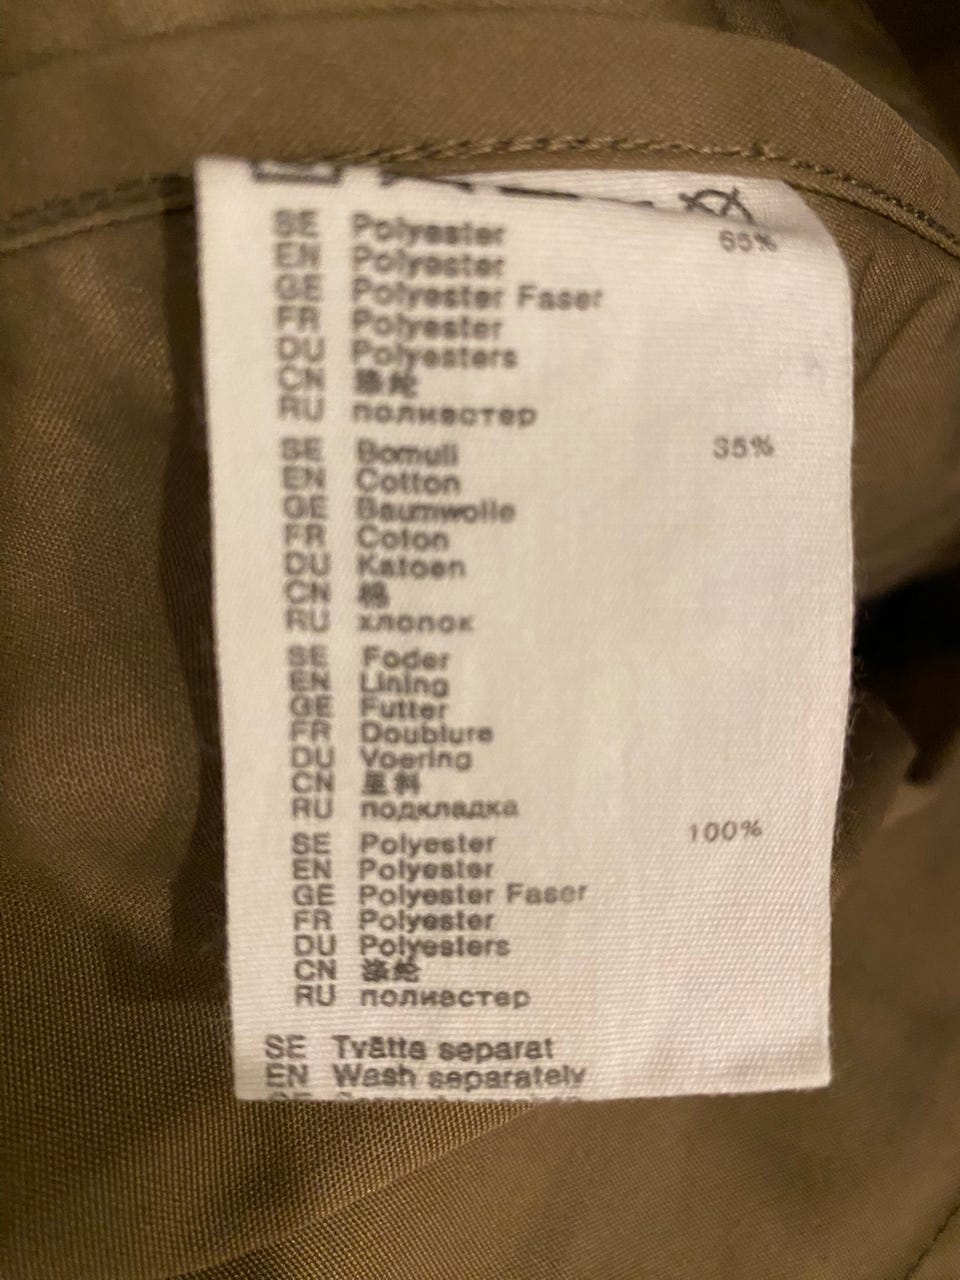 SE Polyester 65%
EN Polyester
GE Polyester Faser
FR Polyester
DU Polyesters
CN 涤纶
RU полиэстер
SE Bomull 35%
EN Cotton
GE Baumwolle
FR Coton
DU Katoen
CN 棉
RU хлопок
SE Foder
EN Lining
GE Futter
FR Doublure
DU Voering
CN 里料
RU подкладка
SE Polyester 100%
EN Polyester
GE Polyester Faser
FR Polyester
DU Polyesters
CN 涤纶
RU полиэстер
SE Tvätta separat
EN Wash separately